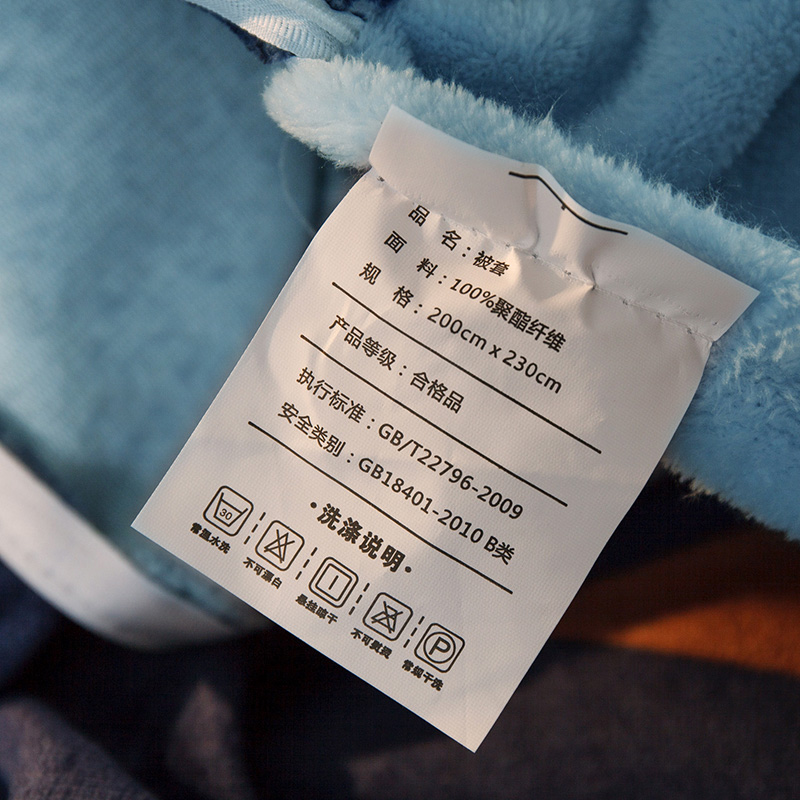 品 名：被套
面 料：100%聚酯纤维
规 格：200cm x 230cm
产品等级：合格品
执行标准：GB/T22796-2009
安全类别：GB18401-2010 B类
·洗涤说明·
30
常温水洗 不可漂白 悬挂晾干 不可熨烫 常规干洗
P